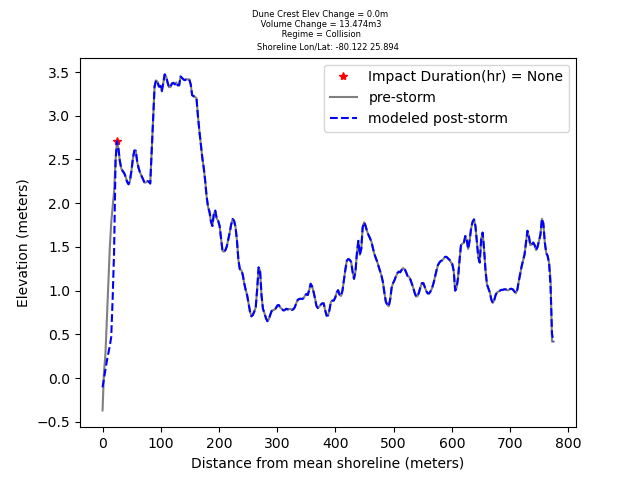 Dune Crest Elev Change = 0.0m
Volume Change = 13.474m3
Regime = Collision
Shoreline Lon/Lat: -80.122 25.894
Impact Duration(hr) = None
pre-storm
modeled post-storm
Elevation (meters)
3.5
3.0
2.5
2.0
1.5
1.0
0.5
0.0
−0.5
0 100 200 300 400 500 600 700 800
Distance from mean shoreline (meters)